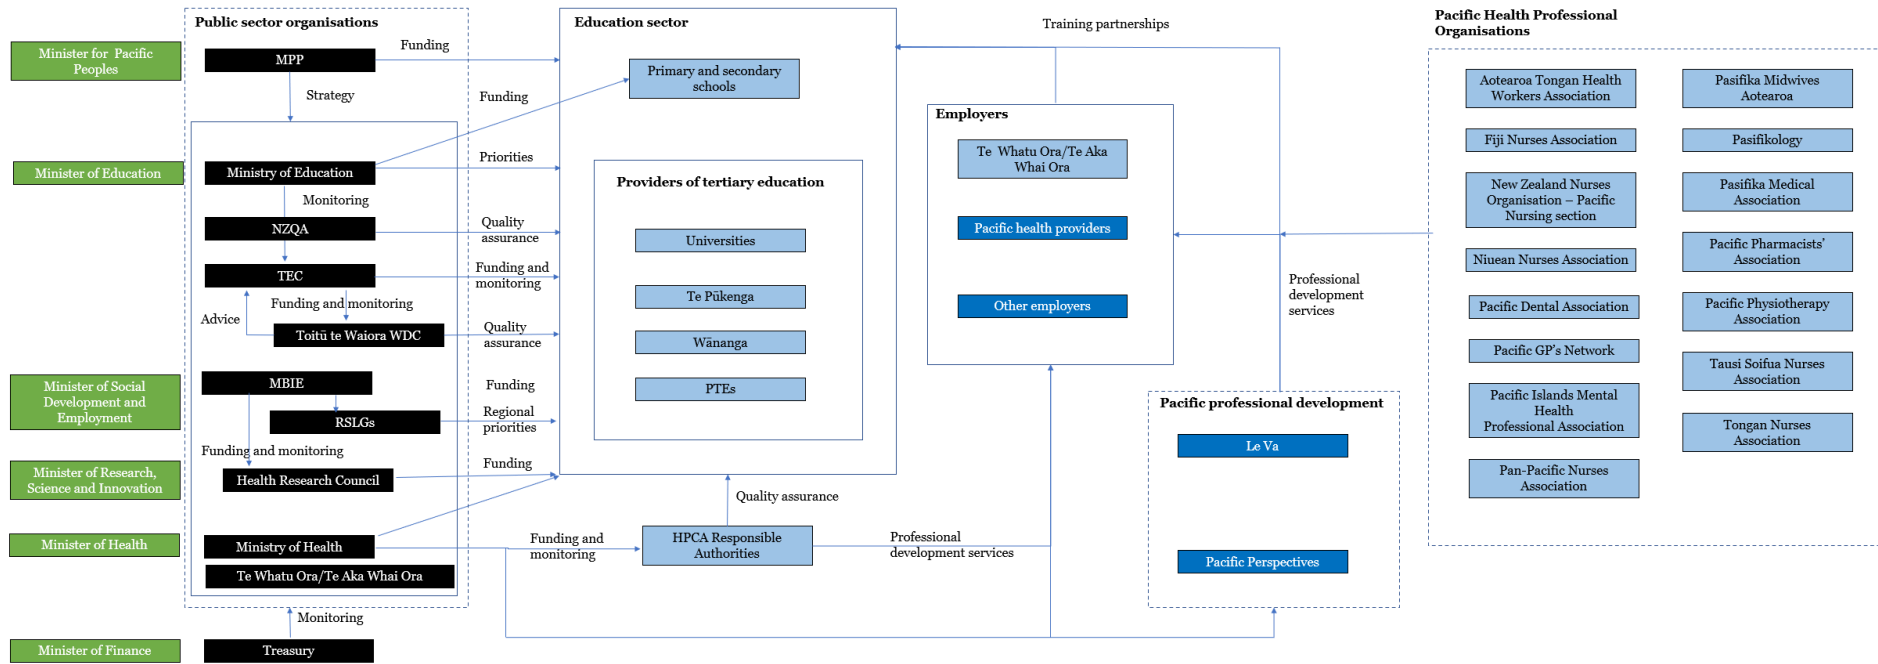 Minister for Pacific
Peoples
Minister of Education
Minister of Social
Development and
Employment
Minister of Research,
Science and Innovation
Minister of Health
Minister of Finance
Public sector organisations
MPP
Funding
Strategy
Funding
Ministry of Education
Priorities
Monitoring
NZQA
Quality
assurance
TEC
Funding and
monitoring
Funding and monitoring
Advice
Toitū te Waiora WDC
Quality
assurance
MBIE
Funding
RSLGs
Regional
priorities
Funding and monitoring
Health Research Council
Funding
Ministry of Health
Te Whatu Ora/Te Aka Whai Ora
Monitoring
Treasury
Education sector
Primary and secondary
schools
Providers of tertiary education
Universities
Te Pūkenga
Wānanga
PTEs
Quality assurance
Funding and
monitoring
HPCA Responsible
Authorities
Professional
development services
Training partnerships
Employers
Te Whatu Ora/Te Aka
Whai Ora
Pacific health providers
Other employers
Professional
development
services
Pacific professional development
Le Va
Pacific Perspectives
Pacific Health Professional
Organisations
Aotearoa Tongan Health
Workers Association
Fiji Nurses Association
New Zealand Nurses
Organisation – Pacific
Nursing section
Niuean Nurses Association
Pacific Dental Association
Pacific GP's Network
Pacific Islands Mental
Health
Professional Association
Pan-Pacific Nurses
Association
Pasifika Midwives
Aotearoa
Pasifikology
Pasifika Medical
Association
Pacific Pharmacists'
Association
Pacific Physiotherapy
Association
Tausi Soifua Nurses
Association
Tongan Nurses
Association